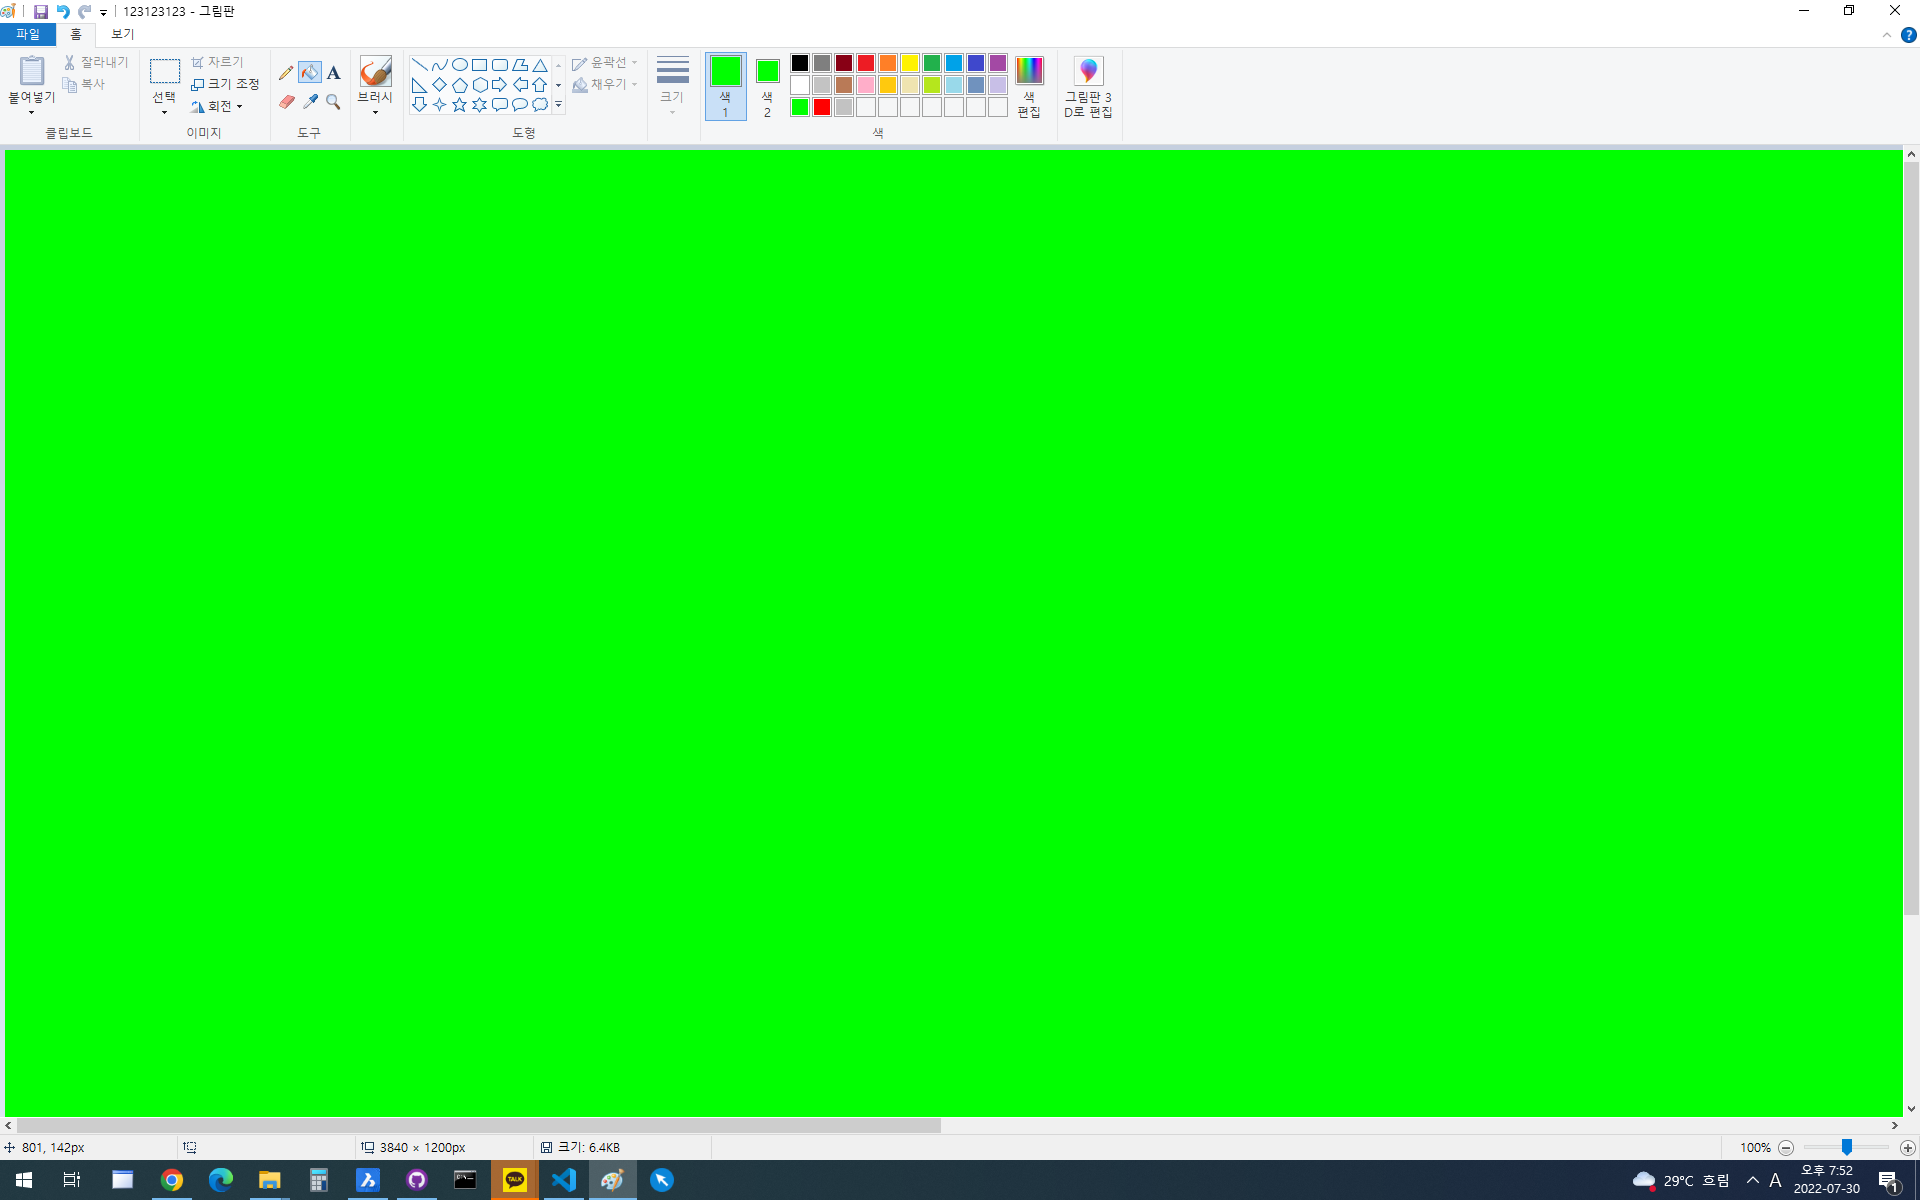 123123123 - 그림판
파일 홈 보기
붙여넣기
잘라내기
복사
클립보드
선택
자르기
크기 조정
회전
이미지
A
도구
브러시
윤곽선
채우기
도형
크기
색
1
색
2
색
편집
색
그림판 3
D로 편집
801, 142px
3840 × 1200px
크기: 6.4KB
100%
TALK
29°C 흐림
A
오후 7:52
2022-07-30
1